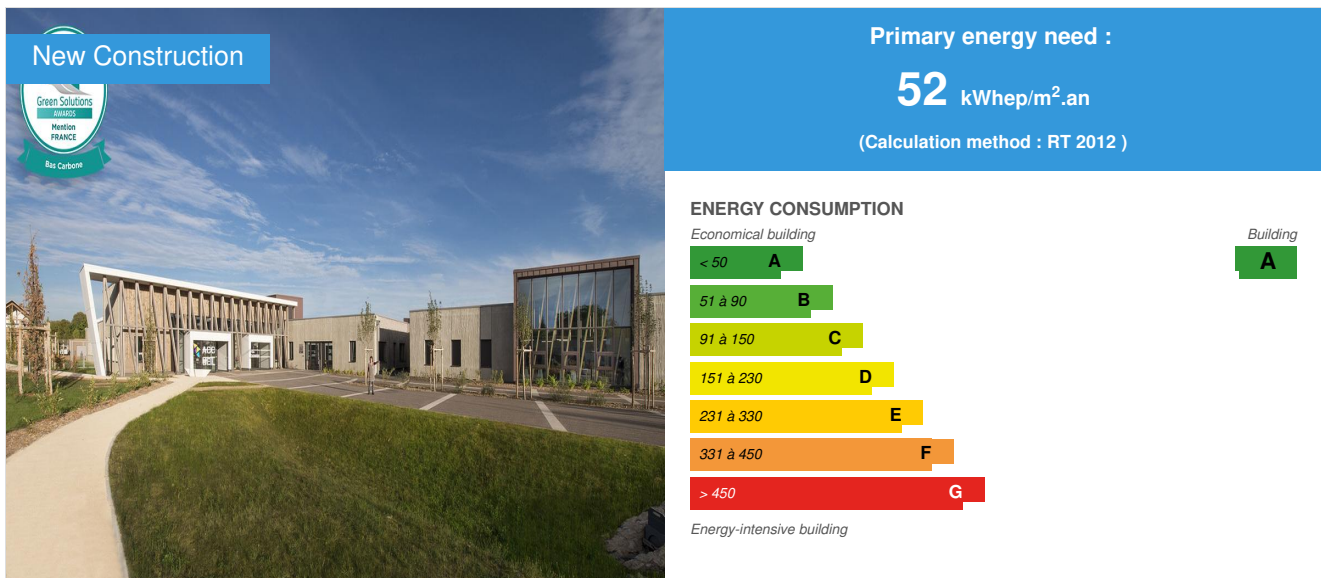 New Construction
Green Solutions
AWARDS
Mention
FRANCE
Bas Carbone
Primary energy need :
52 kWhep/m².an
(Calculation method : RT 2012 )
ENERGY CONSUMPTION
Economical building
Building
< 50 A
A
51 à 90 B
91 à 150 C
151 à 230 D
231 à 330 E
331 à 450 F
> 450 G
Energy-intensive building